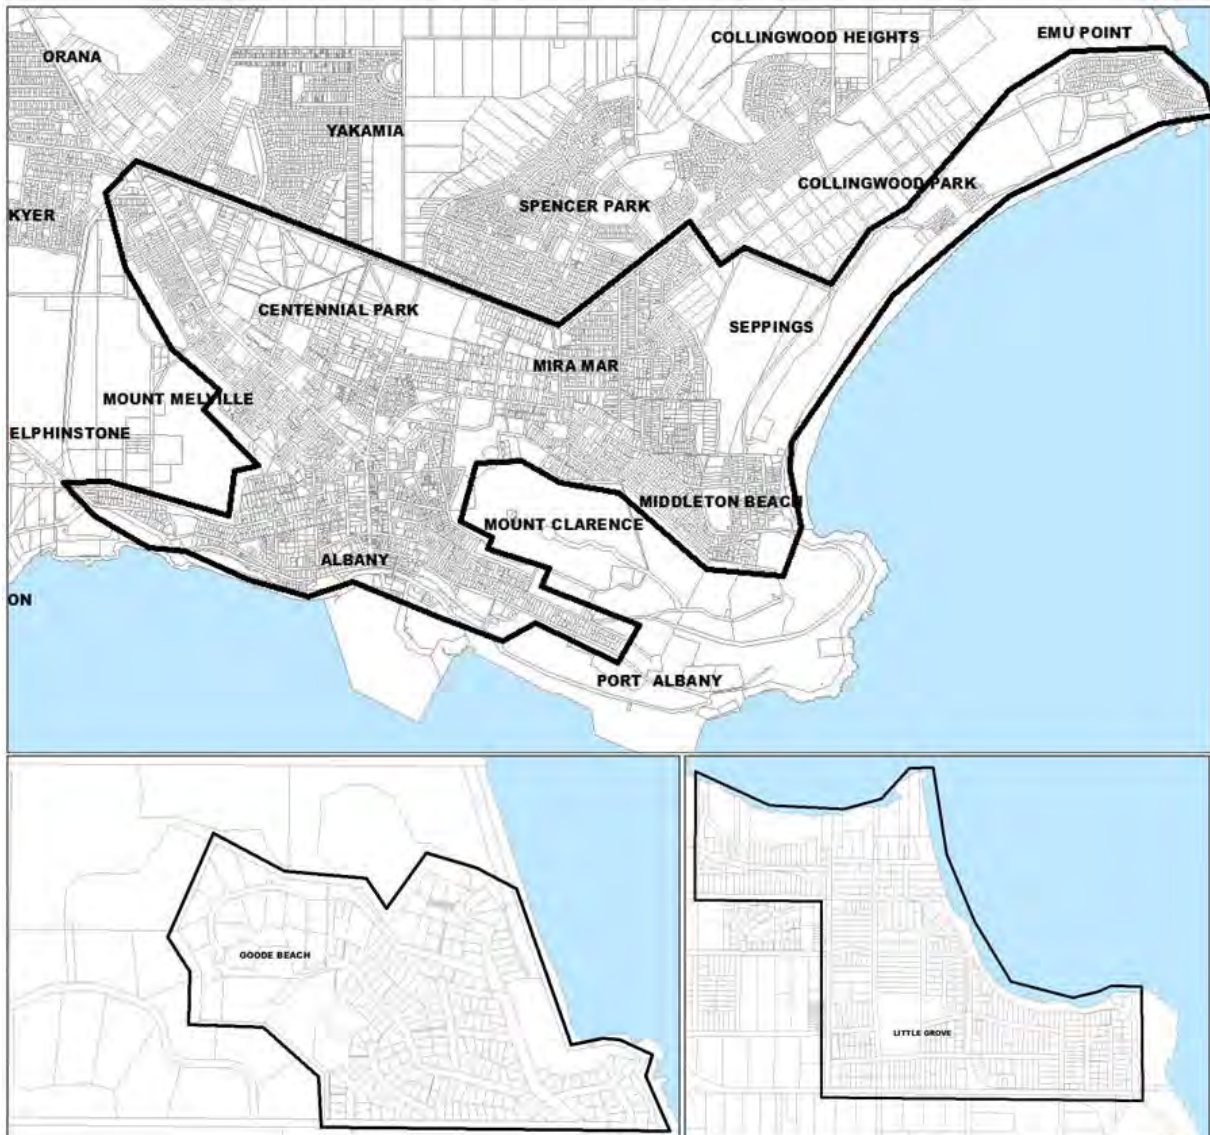 COLLINGWOOD HEIGHTS
EMU POINT
ORANA
YAKAMIA
COLLINGWOOD PARK
SPENCER PARK
KYER
CENTENNIAL PARK
SEPPINGS
MIRA MAR
MOUNT MELVILLE
ELPHINSTONE
MIDDLETON BEACH
MOUNT CLARENCE
ALBANY
ON
PORT ALBANY
GOODE BEACH
LITTLE GROVE